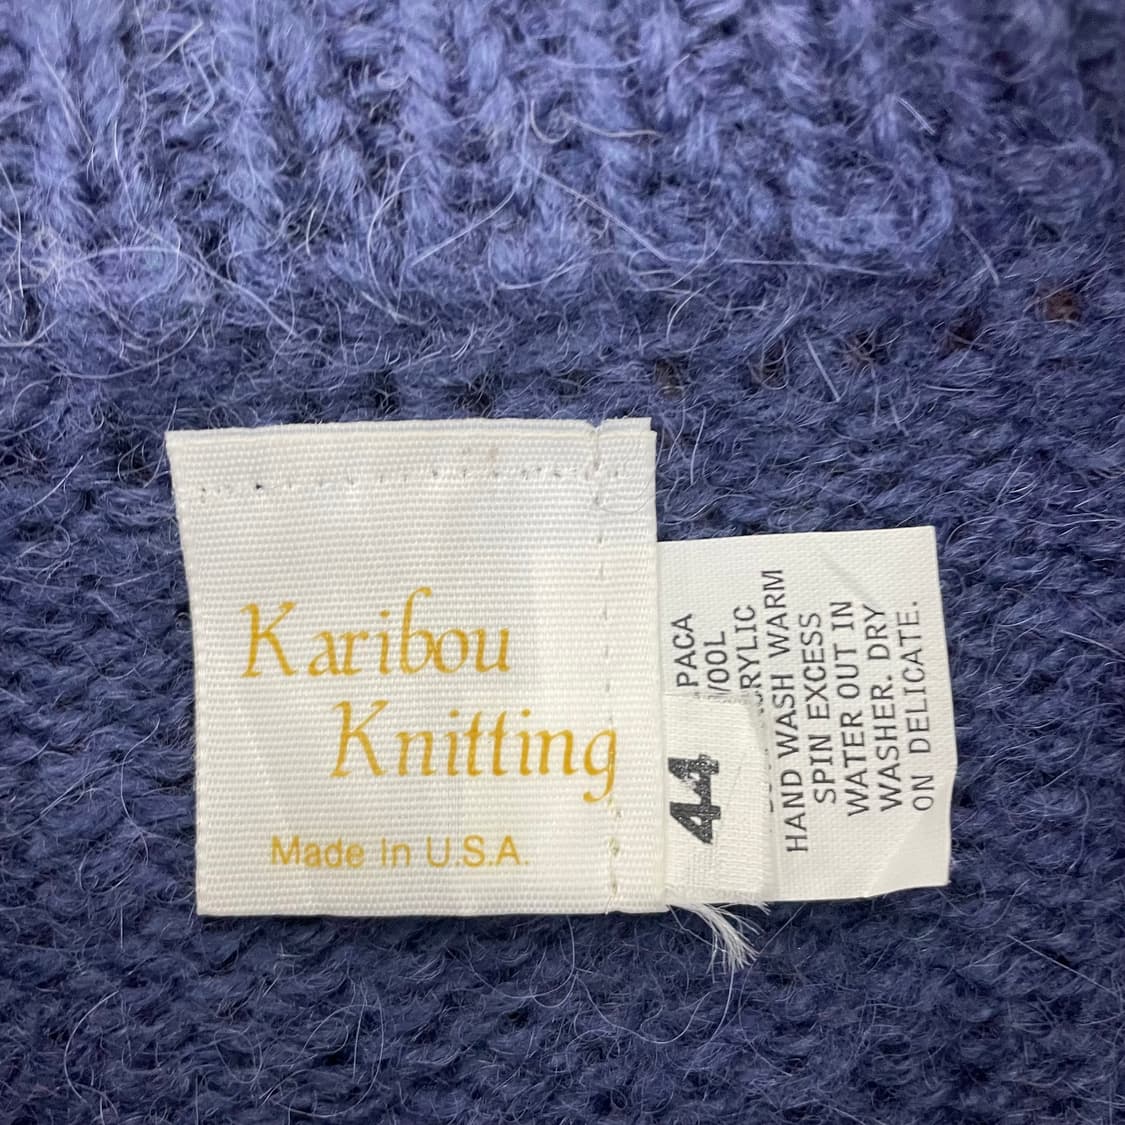 Karibou
Knitting
Made In U.S.A.
44
PACA
OOL
RYLIC
HAND WASH WARM
SPIN EXCESS
WATER OUT IN
WASHER. DRY
ON DELICATE.